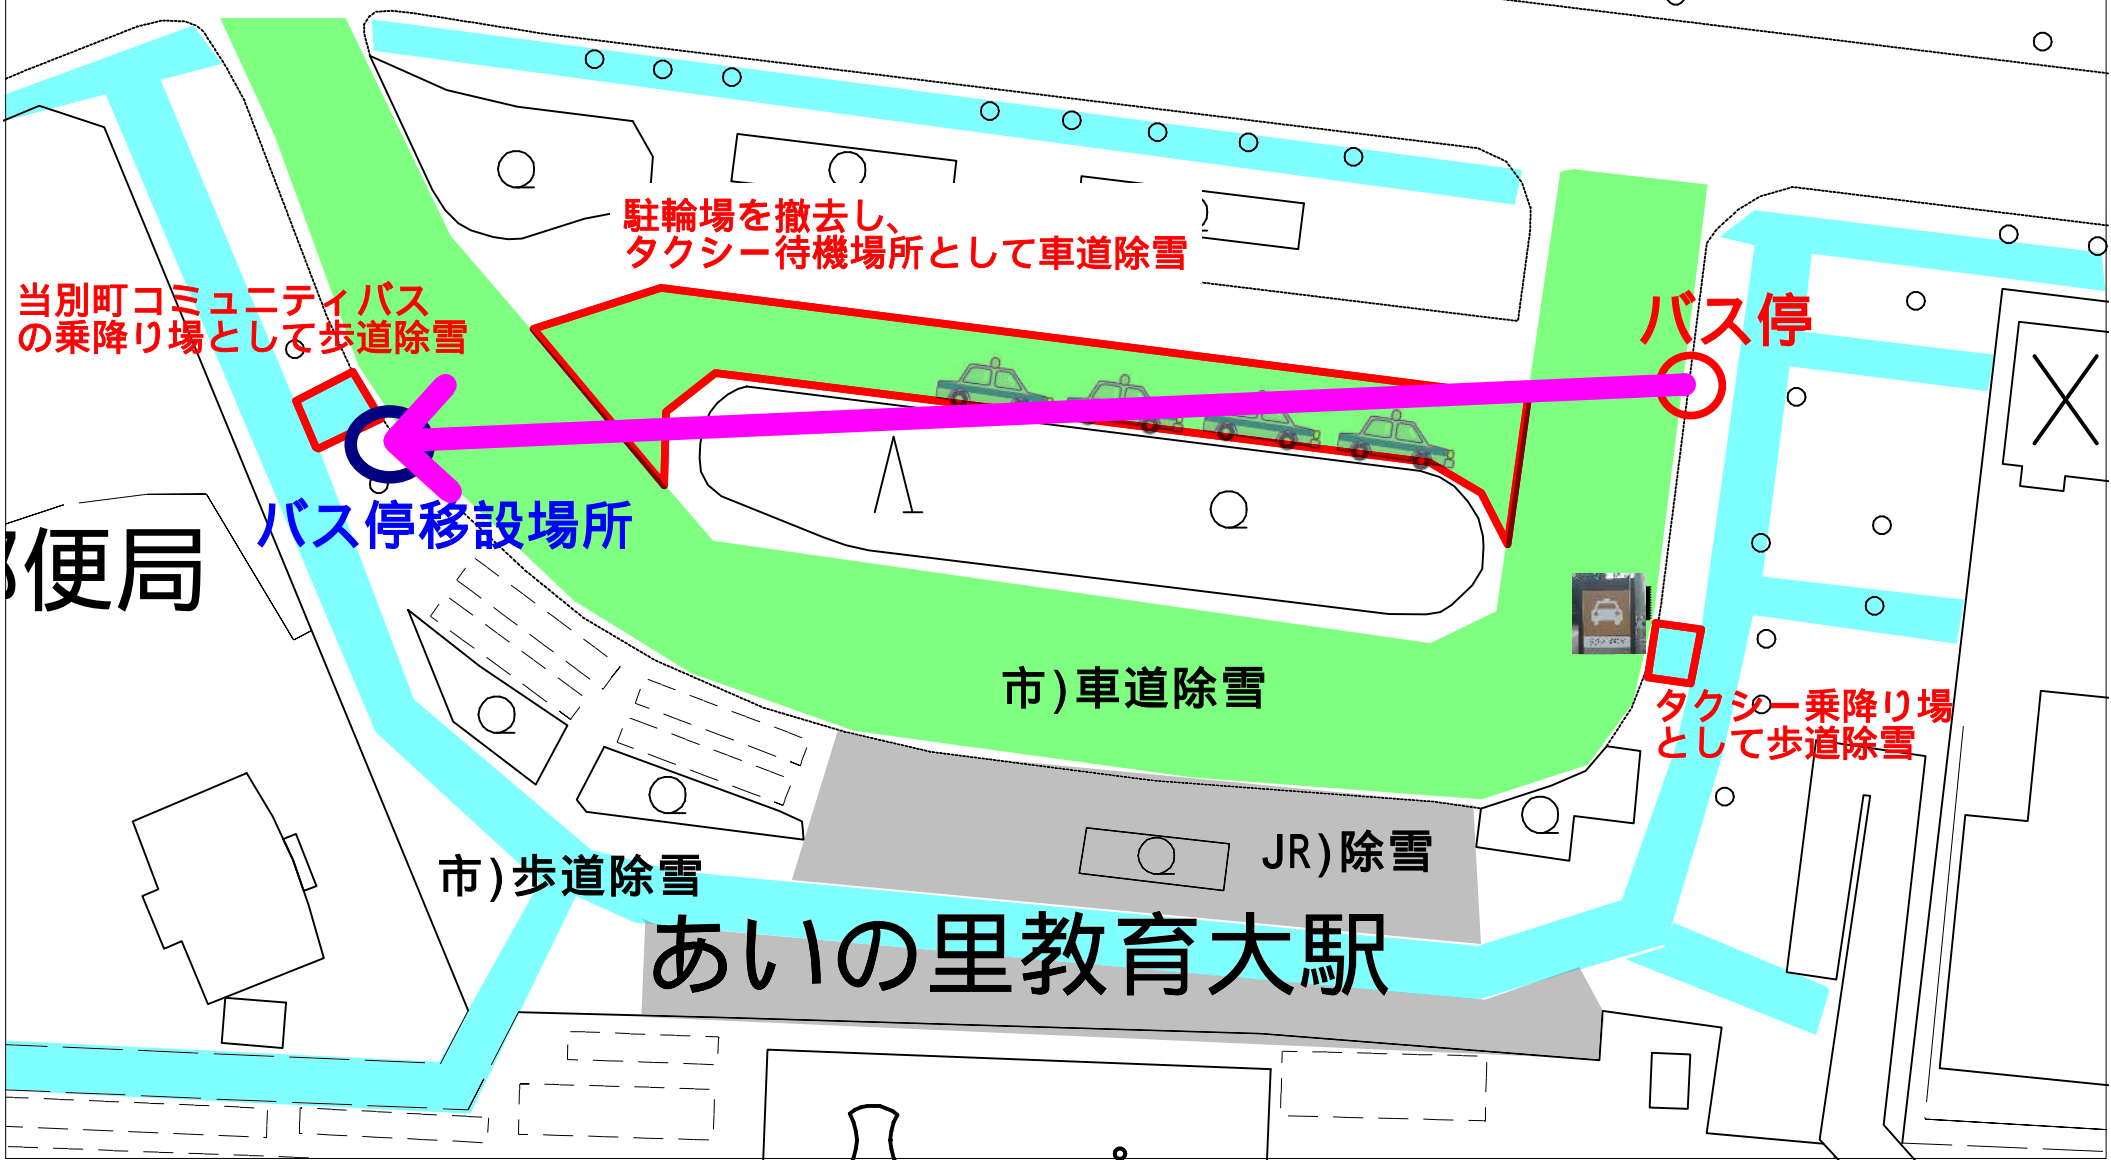 駐輪場を撤去し、
タクシー待機場所として車道除雪
当別町コミュニティバス
の乗降り場として歩道除雪
バス停
バス停移設場所
便局
市)車道除雪
タクシー乗降り場
として歩道除雪
JR)除雪
市)歩道除雪
あいの里教育大駅